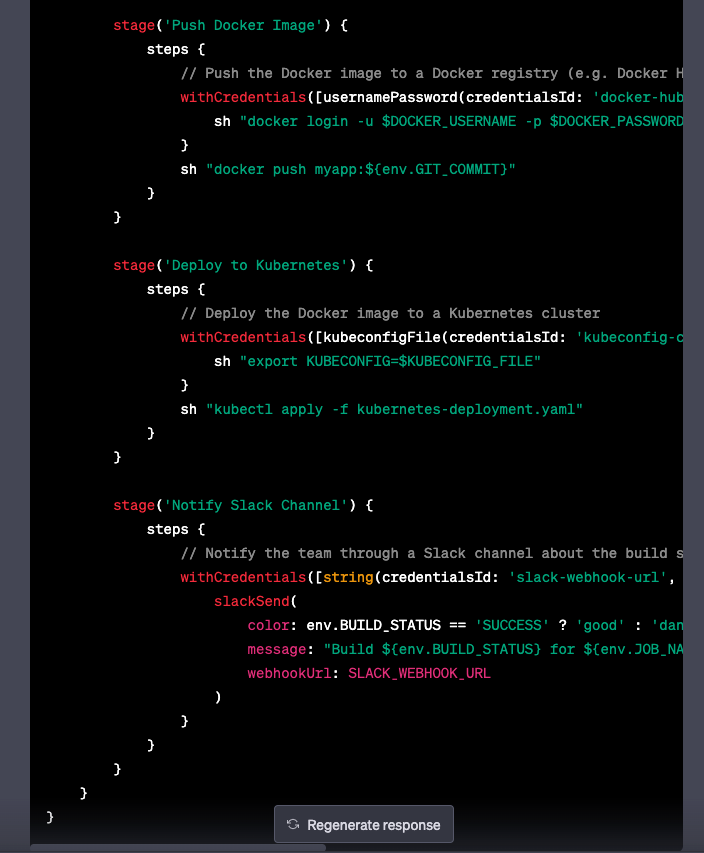 stage('Push Docker Image') {
steps {
// Push the Docker image to a Docker registry (e.g. Docker H
withCredentials([usernamePassword(credentialsId: 'docker-hub
sh "docker login -u $DOCKER_USERNAME -p $DOCKER_PASSWORD
}
sh "docker push myapp:${env.GIT_COMMIT}"
}
}
stage('Deploy to Kubernetes') {
steps {
// Deploy the Docker image to a Kubernetes cluster
withCredentials([kubeconfigFile(credentialsId: 'kubeconfig-c
sh "export KUBECONFIG=$KUBECONFIG_FILE"
}
sh "kubectl apply -f kubernetes-deployment.yaml"
}
}
stage('Notify Slack Channel') {
steps {
// Notify the team through a Slack channel about the build s
withCredentials([string(credentialsId: 'slack-webhook-url',
slackSend(
color: env.BUILD_STATUS == 'SUCCESS' ? 'good' : 'dan
message: "Build ${env.BUILD_STATUS} for ${env.JOB_NA
webhookUrl: SLACK_WEBHOOK_URL
)
}
}
}
}
}
Regenerate response